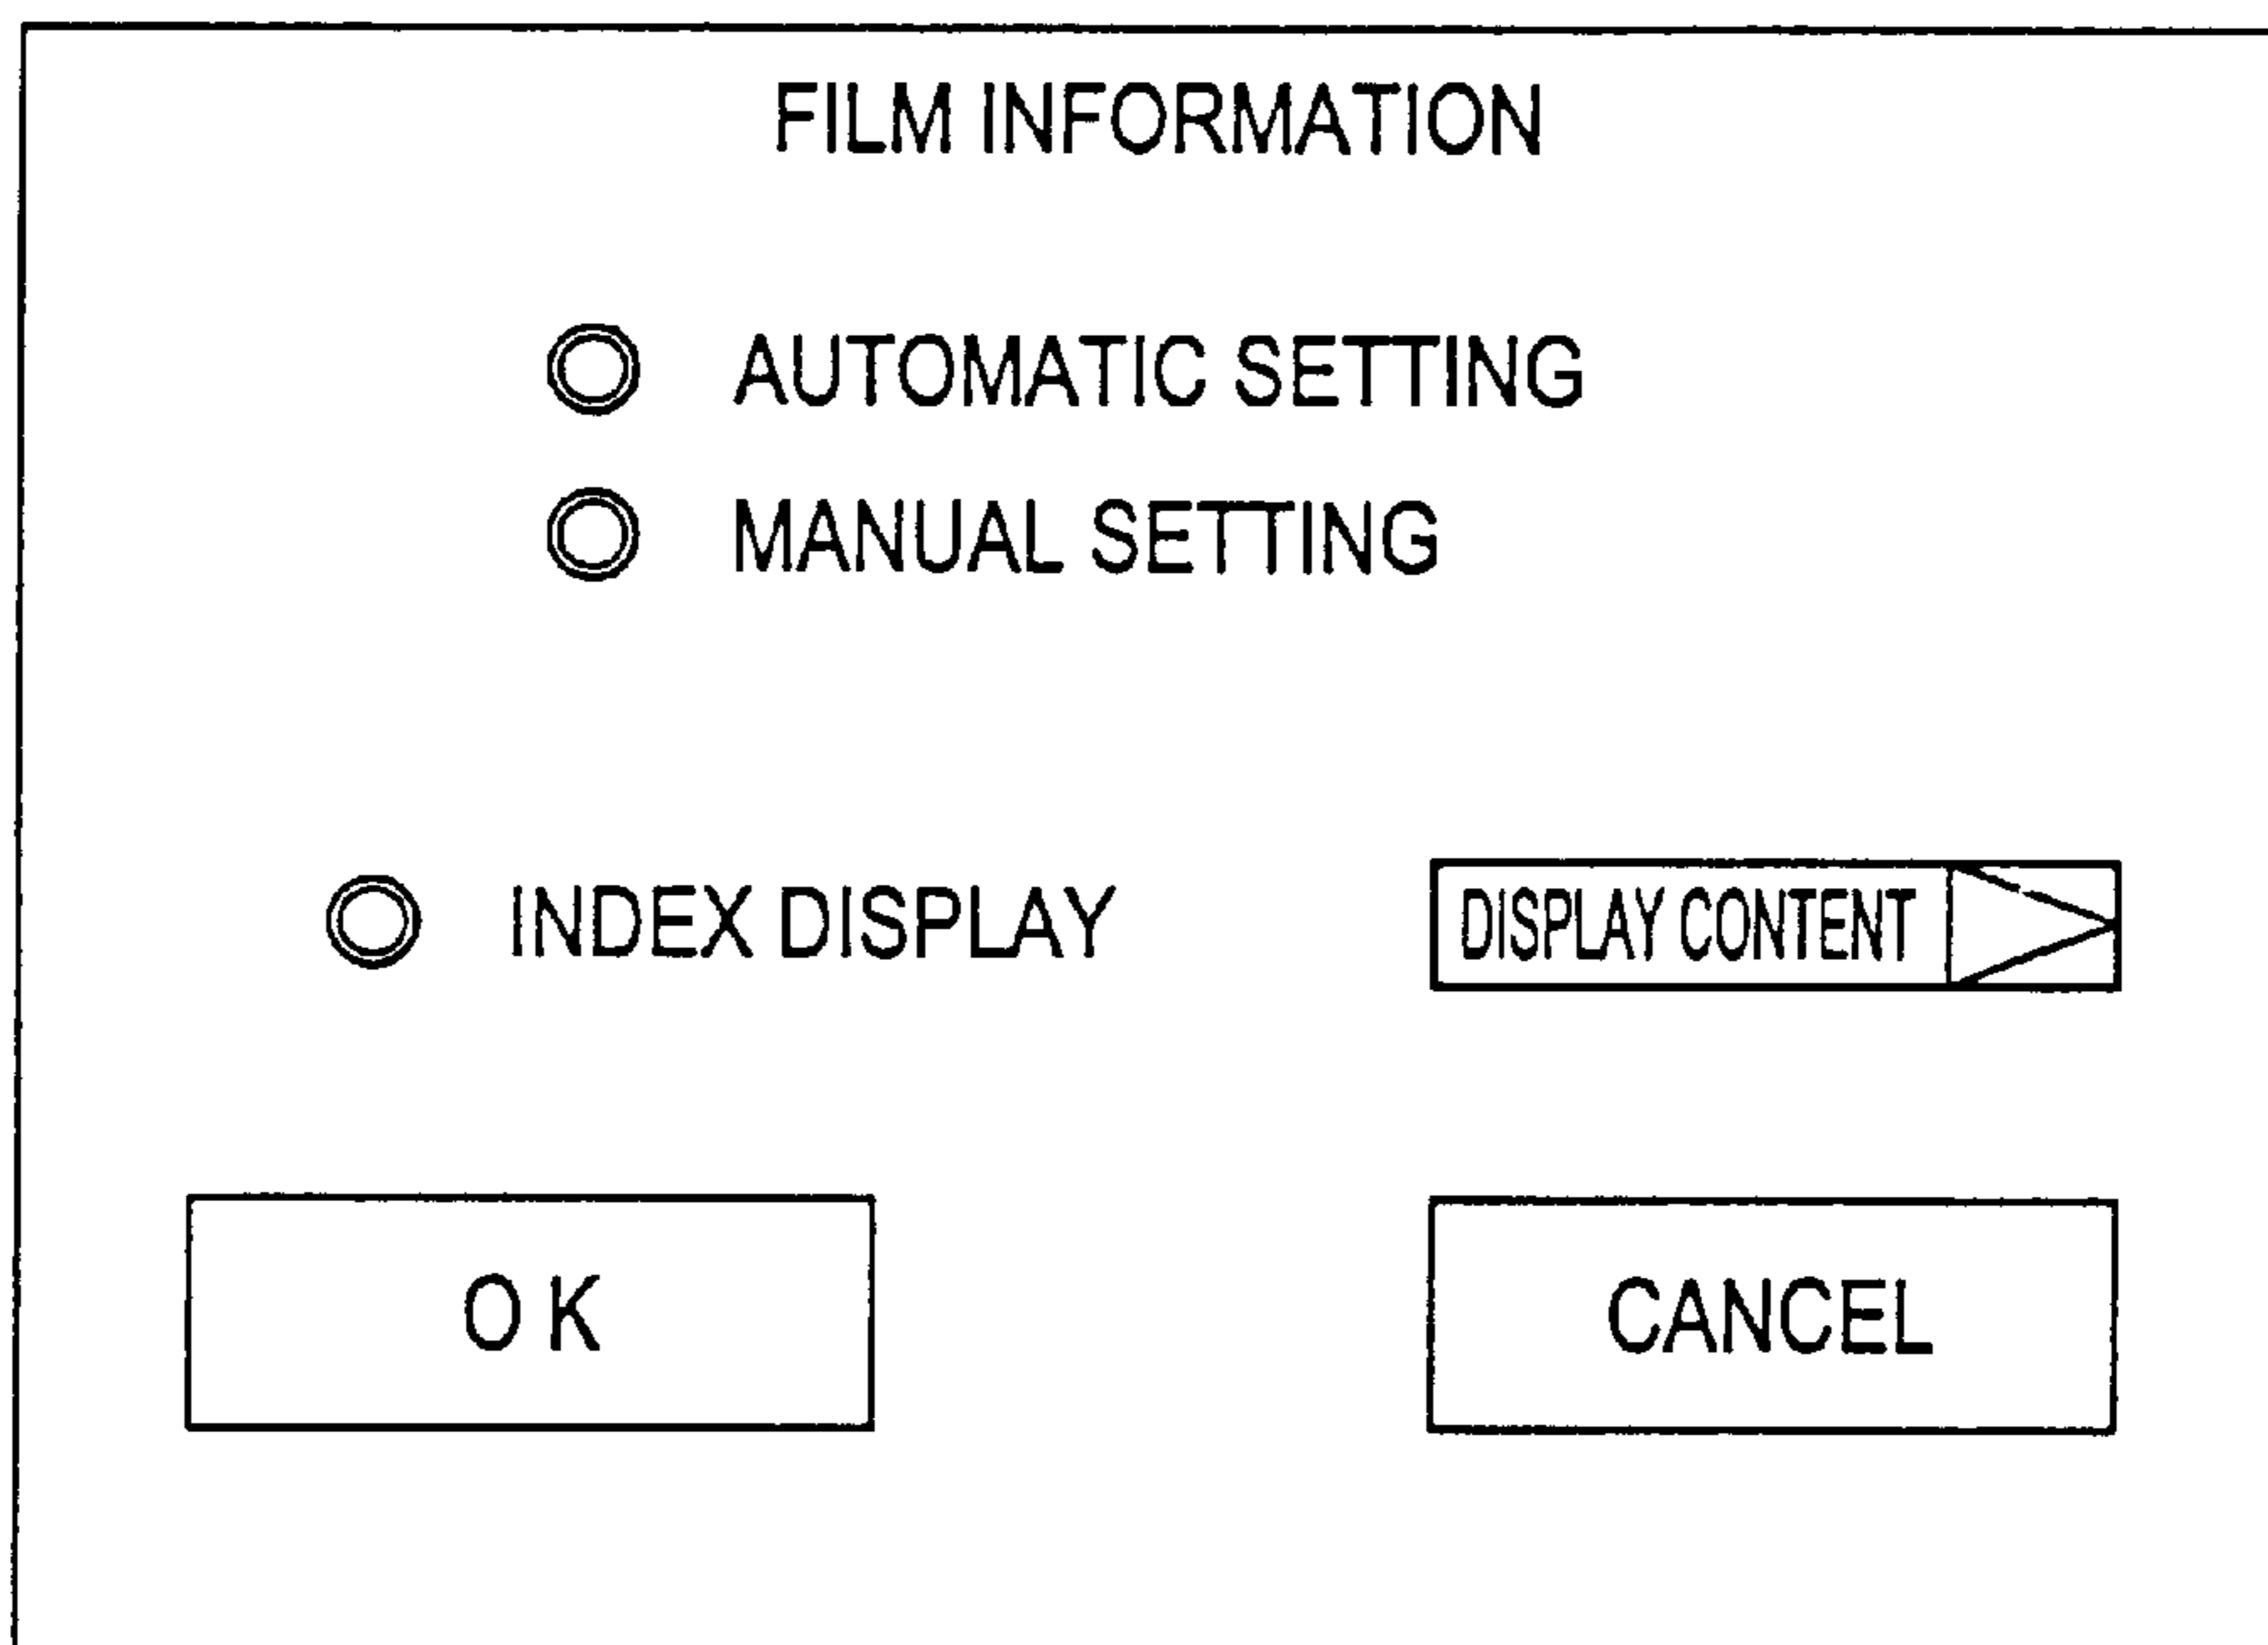 FILM INFORMATION
AUTOMATIC SETTING
MANUAL SETTING
INDEX DISPLAY
DISPLAY CONTENT
OK
CANCEL